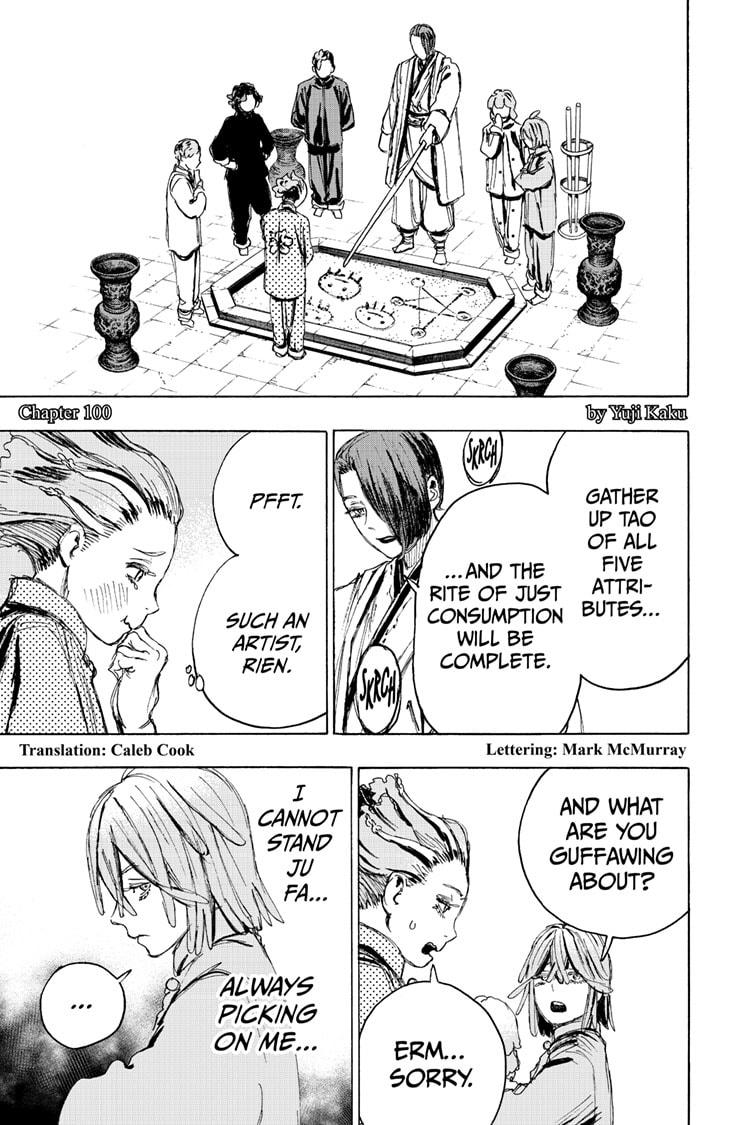 Chapter 100
by Yuji Kaku
SKRCH
GATHER
UP TAO
OF ALL
FIVE
ATTRI-
BUTES...
...AND THE
RITE OF JUST
CONSUMPTION
WILL BE
COMPLETE.
SKRCH
PFFT.
SUCH AN
ARTIST,
RIEN.
Translation: Caleb Cook
Lettering: Mark McMurray
AND WHAT
ARE YOU
GUFFAWING
ABOUT?
ERM...
SORRY.
I
CANNOT
STAND
JU
FA...
ALWAYS
PICKING
ON ME...
...